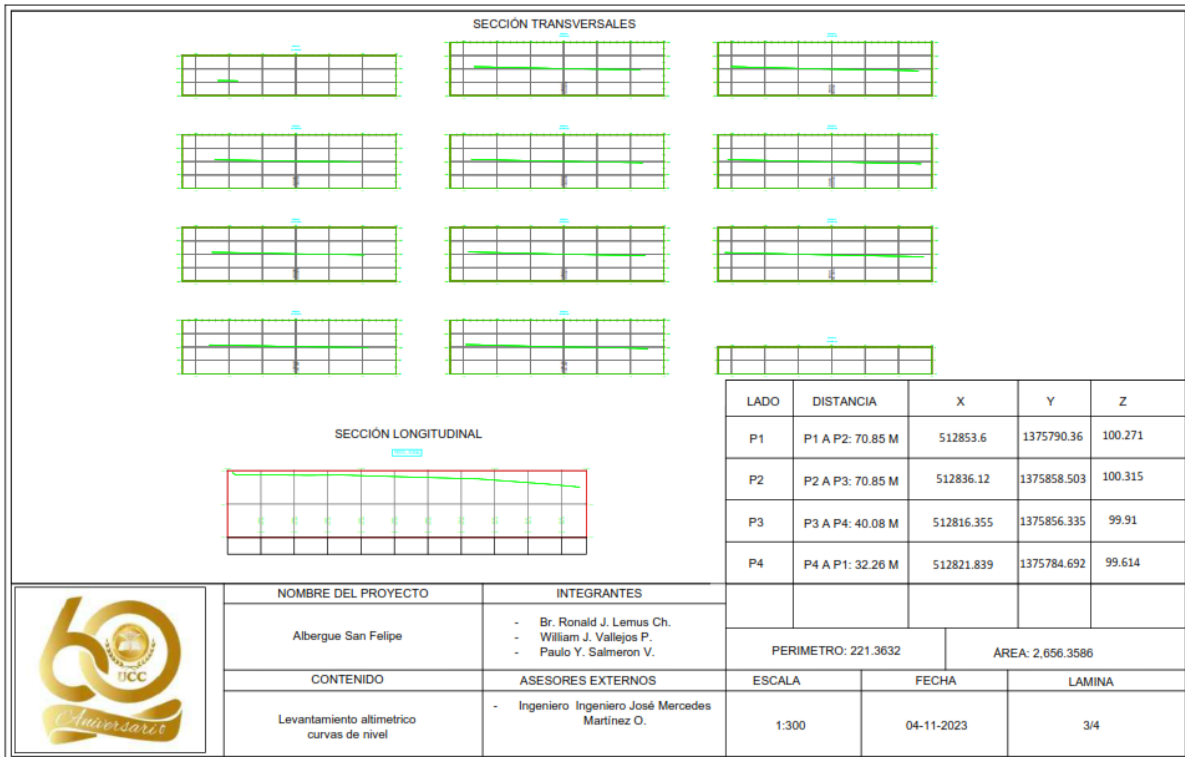 SECCIÓN TRANSVERSALES
SECCIÓN LONGITUDINAL
LADO DISTANCIA X Y Z
P1 P1 A P2: 70.85 M 512853.6 1375790.36 100.271
P2 P2 A P3: 70.85 M 512836.12 1375858.503 100.315
P3 P3 A P4: 40.08 M 512816.355 1375856.335 99.91
P4 P4 A P1: 32.26 M 512821.839 1375784.692 99.614
PERIMETRO: 221.3632 ÁREA: 2,656.3586
60
UCC
Aniversario
NOMBRE DEL PROYECTO
Albergue San Felipe
INTEGRANTES
- Br. Ronald J. Lemus Ch.
- William J. Vallejos P.
- Paulo Y. Salmeron V.
CONTENIDO
Levantamiento altimetrico
curvas de nivel
ASESORES EXTERNOS
- Ingeniero Ingeniero José Mercedes
Martínez O.
ESCALA FECHA LAMINA
1:300 04-11-2023 3/4